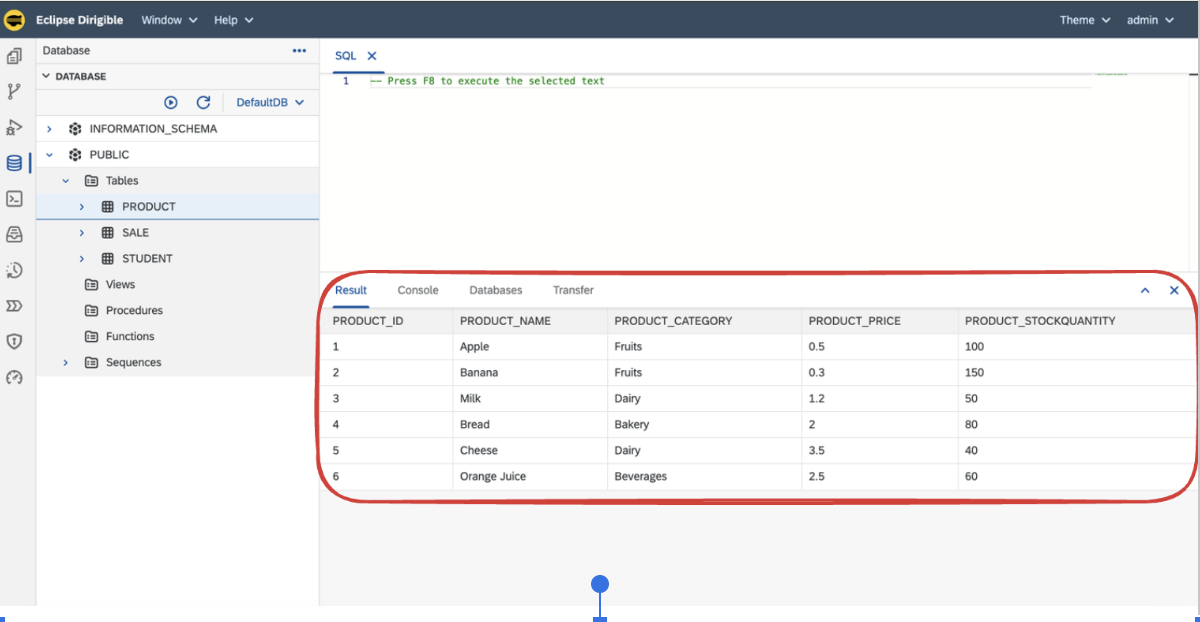 Eclipse Dirigible Window Help Theme admin
Database
DATABASE
DefaultDB
INFORMATION_SCHEMA
PUBLIC
Tables
PRODUCT
SALE
STUDENT
Views
Procedures
Functions
Sequences
SQL
1 -- Press F8 to execute the selected text
Result Console Databases Transfer
PRODUCT_ID PRODUCT_NAME PRODUCT_CATEGORY PRODUCT_PRICE PRODUCT_STOCKQUANTITY
1 Apple Fruits 0.5 100
2 Banana Fruits 0.3 150
3 Milk Dairy 1.2 50
4 Bread Bakery 2 80
5 Cheese Dairy 3.5 40
6 Orange Juice Beverages 2.5 60